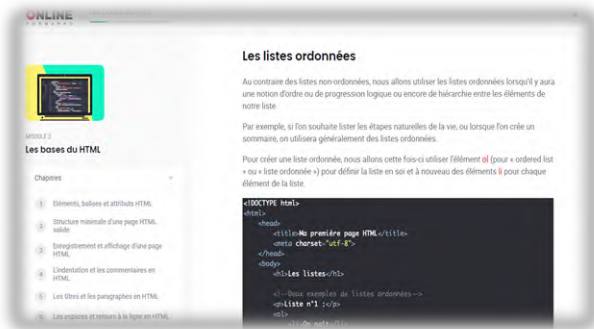 ONLINE
FORMAPRO
Les listes ordonnées
Au contraire des listes non-ordonnées, nous allons utiliser les listes ordonnées lorsqu'il y aura
une notion d'ordre ou de progression logique ou encore de hiérarchie entre les éléments de
notre liste.
Par exemple, si l'on souhaite lister les étapes naturelles de la vie, ou lorsque l'on crée un
sommaire, on utilisera généralement des listes ordonnées.
Pour créer une liste ordonnée, nous allons cette fois-ci utiliser l'élément ol (pour « ordered list
» ou « liste ordonnée ») pour définir la liste en soi et à nouveau des éléments li pour chaque
élément de la liste.
MODULE 2
Les bases du HTML
Chapitres
1 Eléments, balises et attributs HTML
2 Structure minimale d'une page HTML
valide
3 Enregistrement et affichage d'une page
HTML
4 L'indentation et les commentaires en
HTML
5 Les titres et les paragraphes en HTML
6 Les espaces et retours à la ligne en HTML
<!DOCTYPE html>
<html>
<head>
<title>Ma première page HTML</title>
<meta charset="utf-8">
</head>
<body>
<h1>Les listes</h1>
<!--Deux exemples de listes ordonnées-->
<p>Liste n°1 :</p>
<ol>